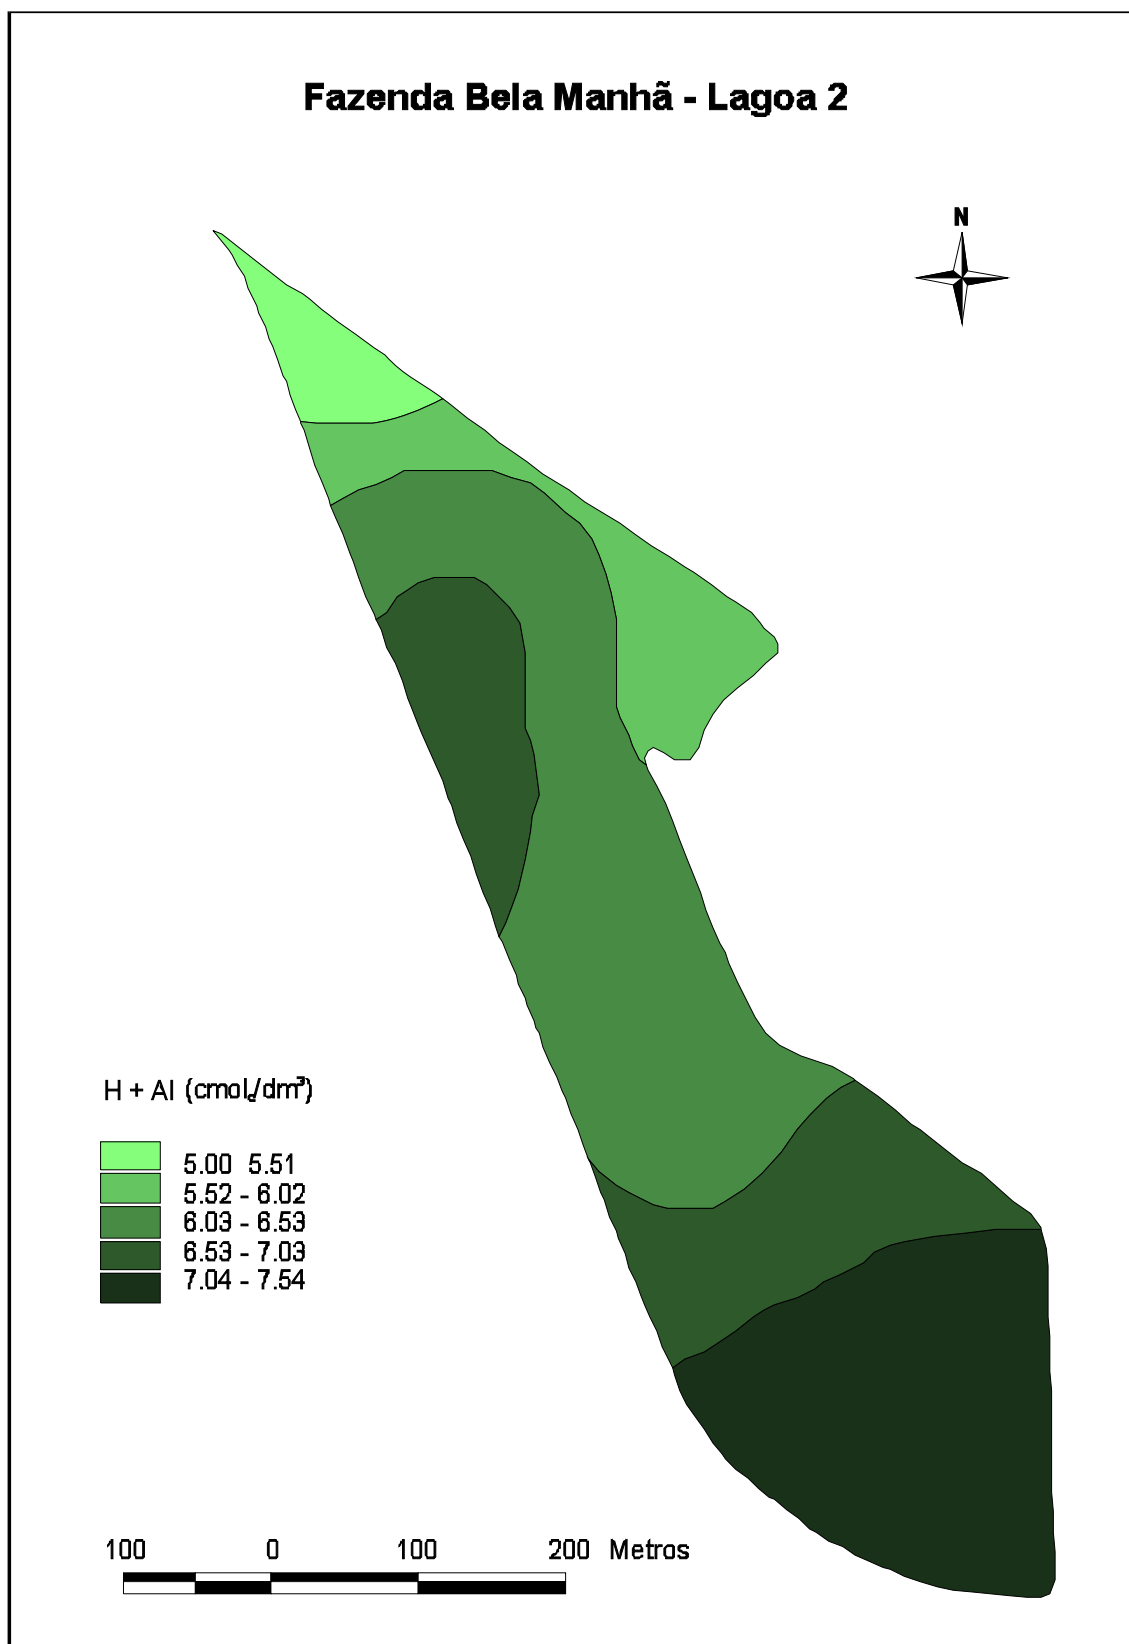 Fazenda Bela Manhã - Lagoa 2
N
H + Al (cmolc/dm³)
5.00 5.51
5.52 - 6.02
6.03 - 6.53
6.53 - 7.03
7.04 - 7.54
100 0 100 200 Metros